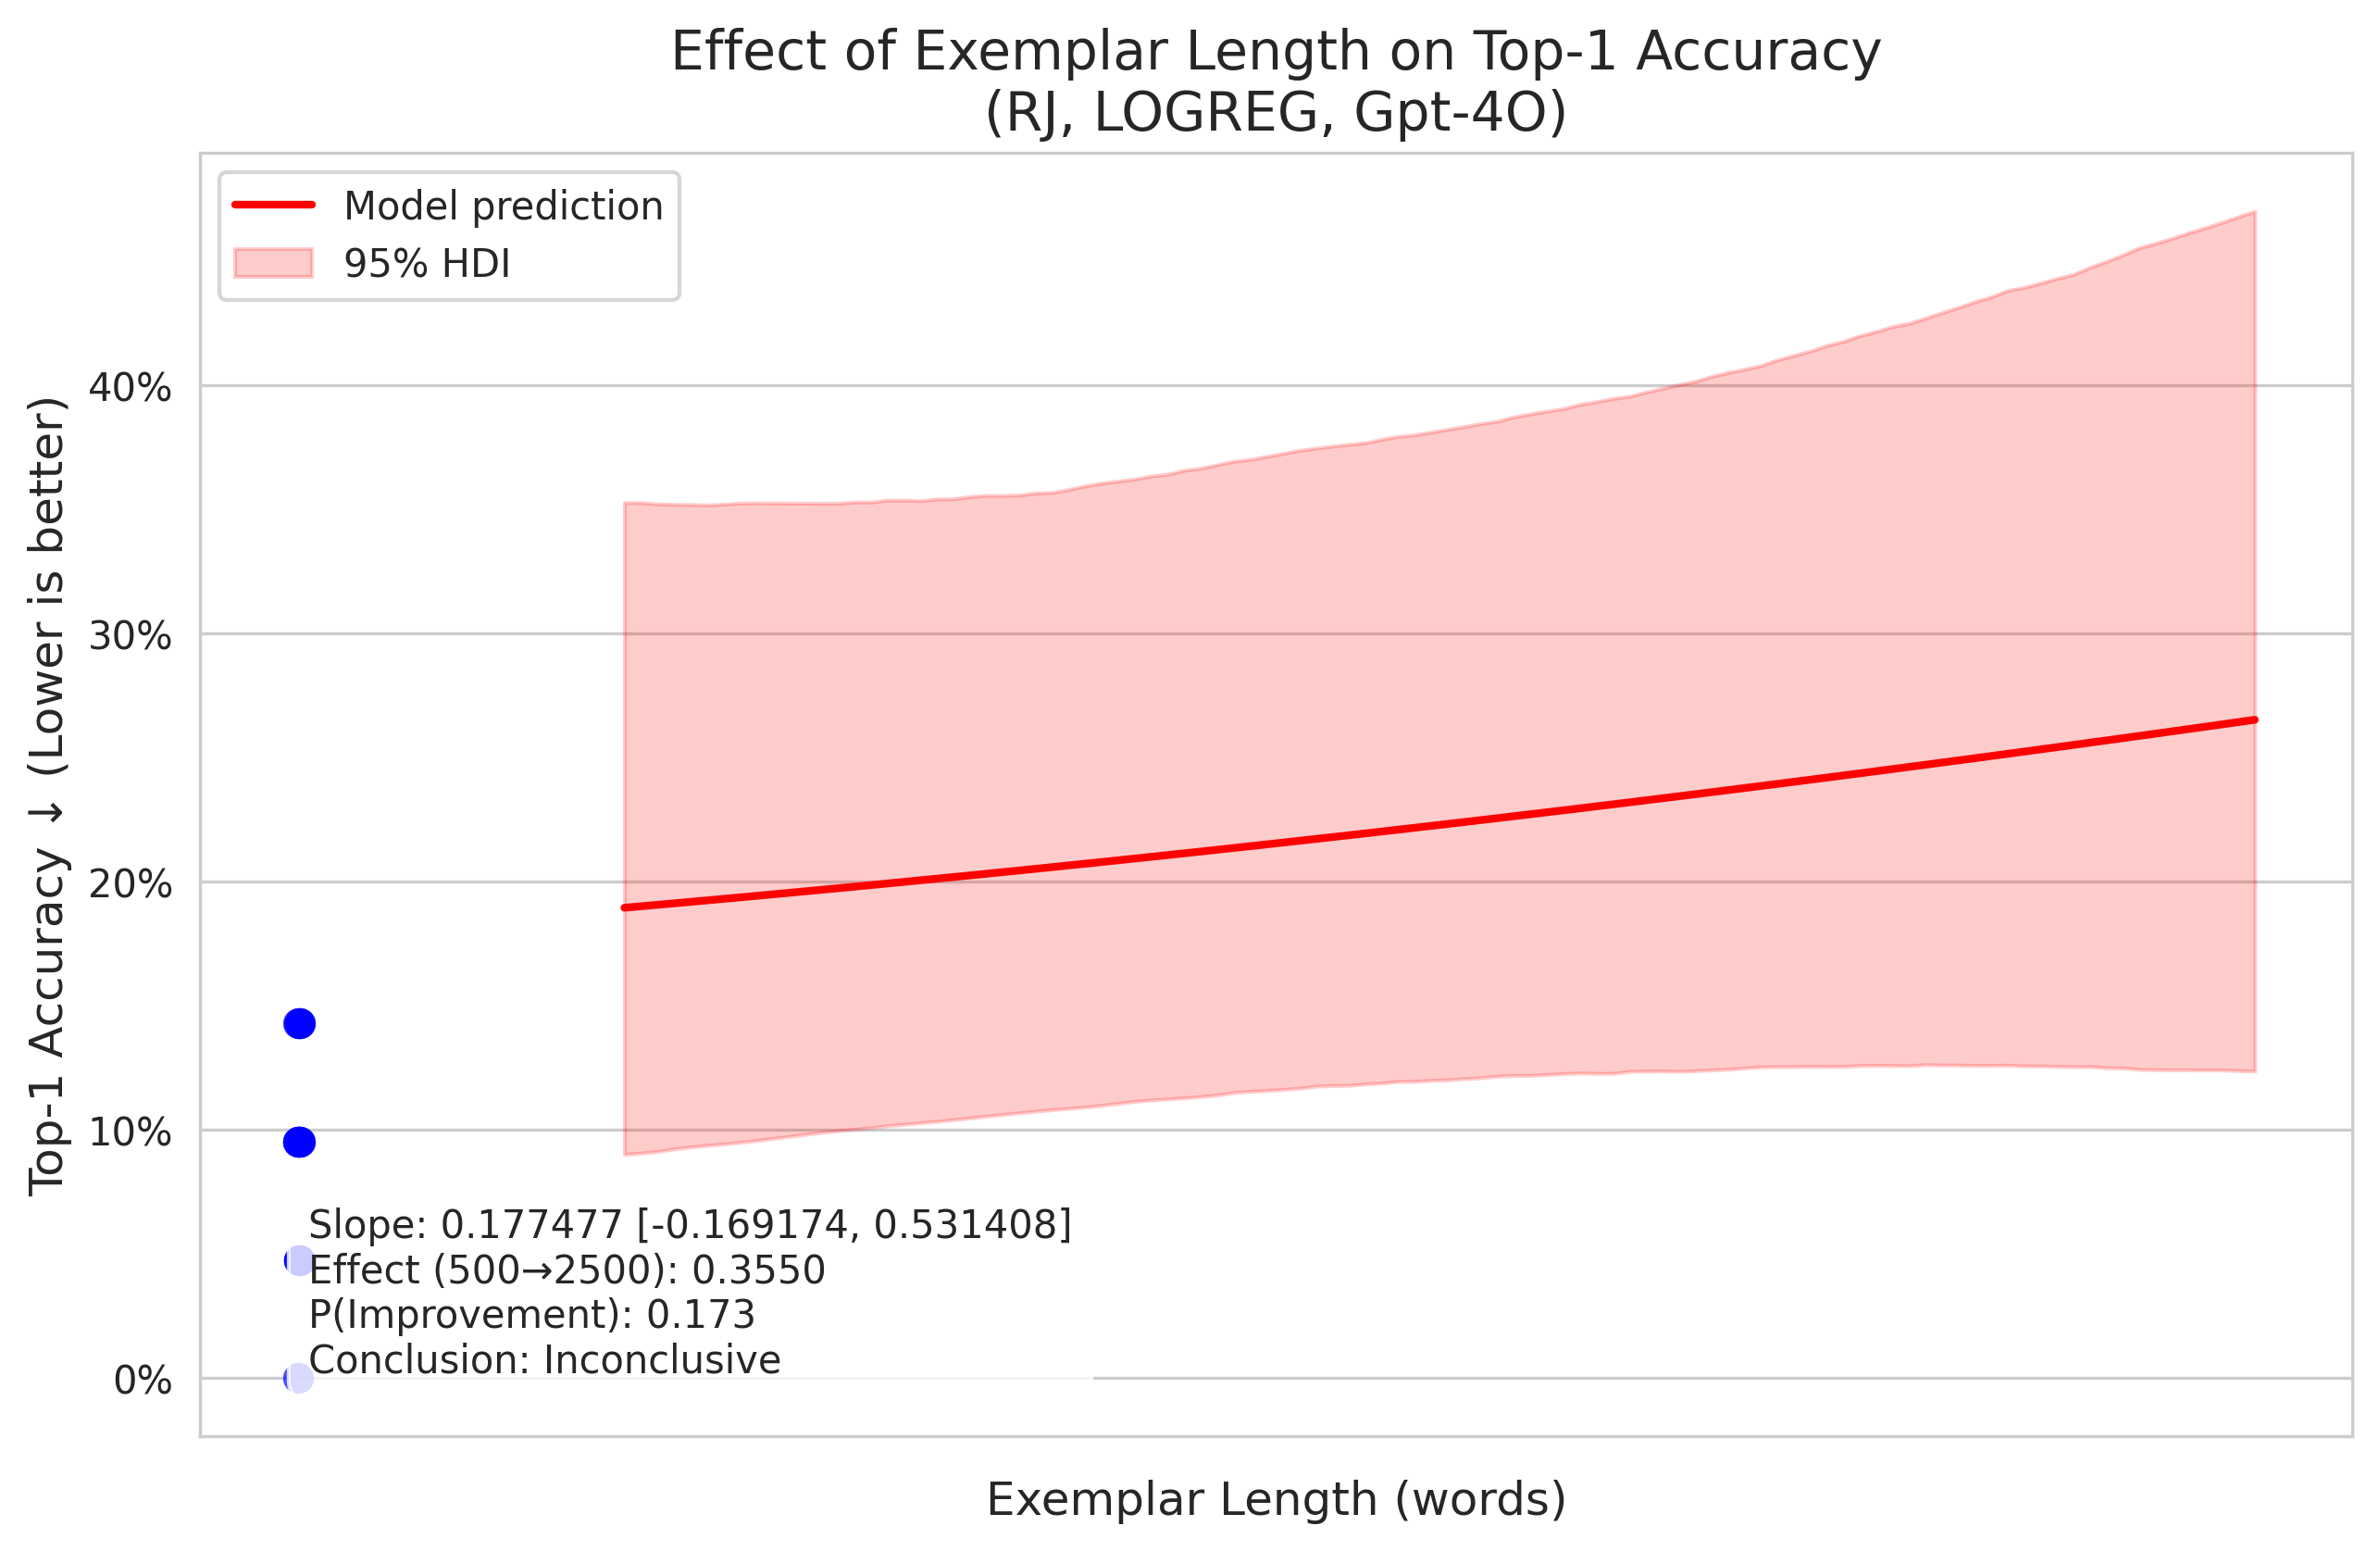 Effect of Exemplar Length on Top-1 Accuracy
(RJ, LOGREG, Gpt-4O)
Model prediction
95% HDI
Top-1 Accuracy ↓ (Lower is better)
40%
30%
20%
10%
0%
Slope: 0.177477 [-0.169174, 0.531408]
Effect (500→2500): 0.3550
P(Improvement): 0.173
Conclusion: Inconclusive
Exemplar Length (words)